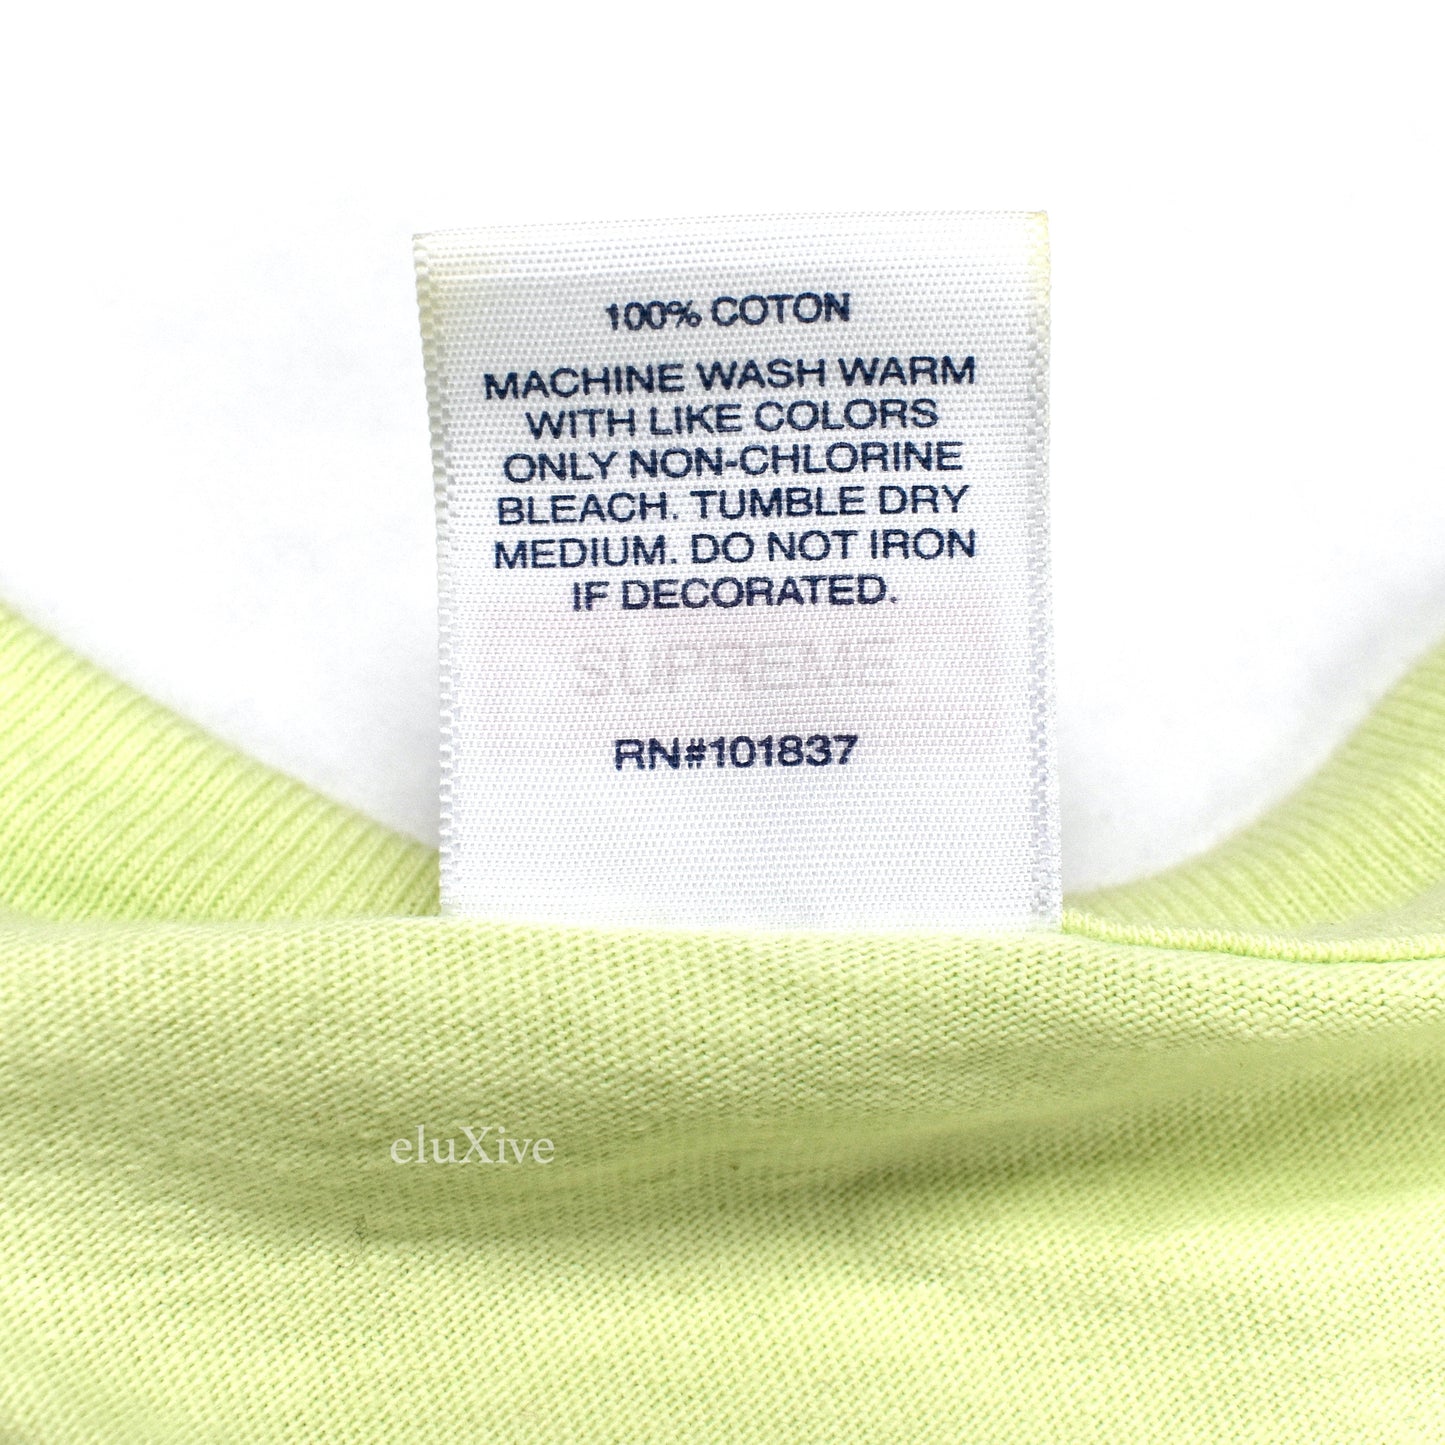 100% COTON
MACHINE WASH WARM
WITH LIKE COLORS
ONLY NON-CHLORINE
BLEACH. TUMBLE DRY
MEDIUM. DO NOT IRON
IF DECORATED.
SUPREME
RN#101837
eluXive